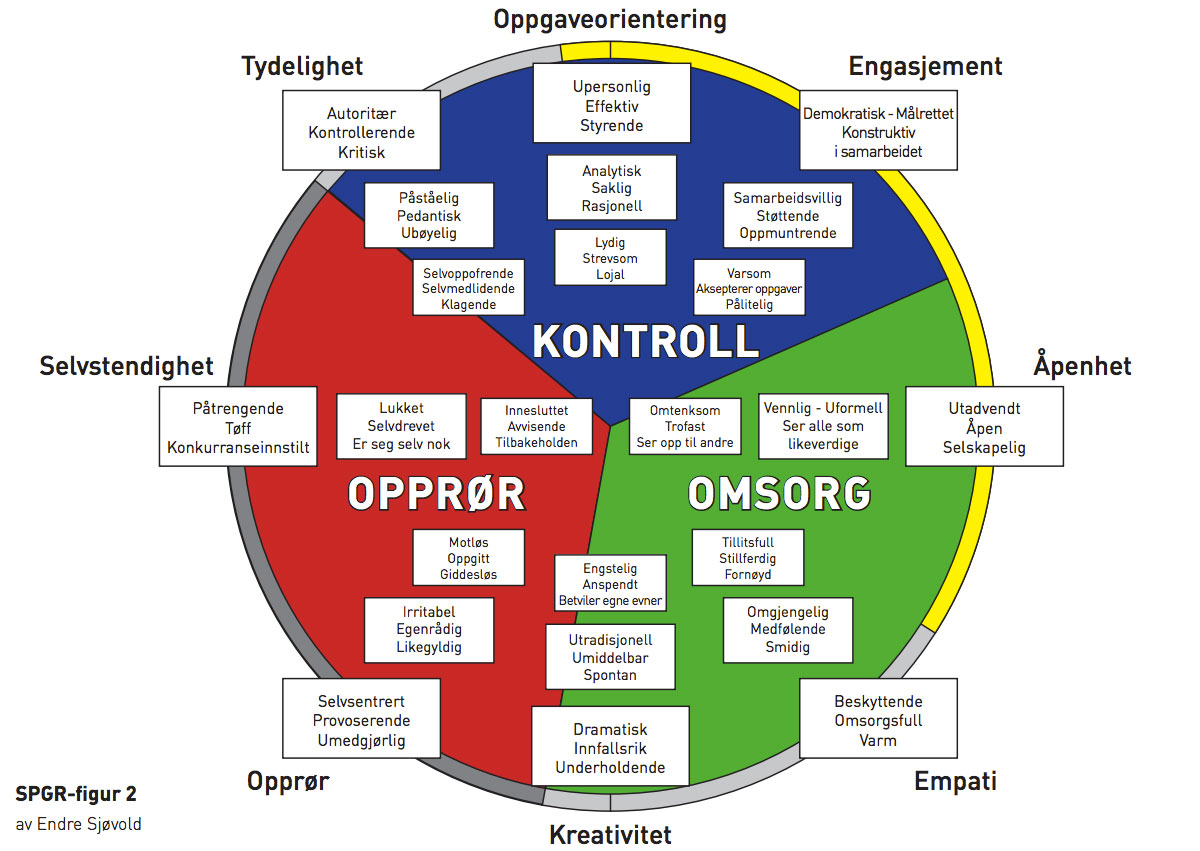 Oppgaveorientering
Tydelighet
Engasjement
Autoritær
Kontrollerende
Kritisk
Upersonlig
Effektiv
Styrende
Demokratisk - Målrettet
Konstruktiv
i samarbeidet
Påståelig
Pedantisk
Ubøyelig
Analytisk
Saklig
Rasjonell
Samarbeidsvillig
Støttende
Oppmuntrende
Selvoppofrende
Selvmedlidende
Klagende
Lydig
Strevsom
Lojal
Varsom
Aksepterer oppgaver
Pålitelig
KONTROLL
Selvstendighet
Åpenhet
Påtrengende
Tøff
Konkurranseinnstilt
Lukket
Selvdrevet
Er seg selv nok
Innesluttet
Avvisende
Tilbakeholden
Omtenksom
Trofast
Ser opp til andre
Vennlig - Uformell
Ser alle som
likeverdige
Utadvendt
Åpen
Selskapelig
OPPRØR
OMSORG
Motløs
Oppgitt
Giddesløs
Engstelig
Anspendt
Betviler egne evner
Tillitsfull
Stillferdig
Fornøyd
Irritabel
Egenrådig
Likegyldig
Utradisjonell
Umiddelbar
Spontan
Omgjengelig
Medfølende
Smidig
Selvsentrert
Provoserende
Umedgjørlig
Dramatisk
Innfallsrik
Underholdende
Beskyttende
Omsorgsfull
Varm
Opprør
Empati
Kreativitet
SPGR-figur 2
av Endre Sjøvold